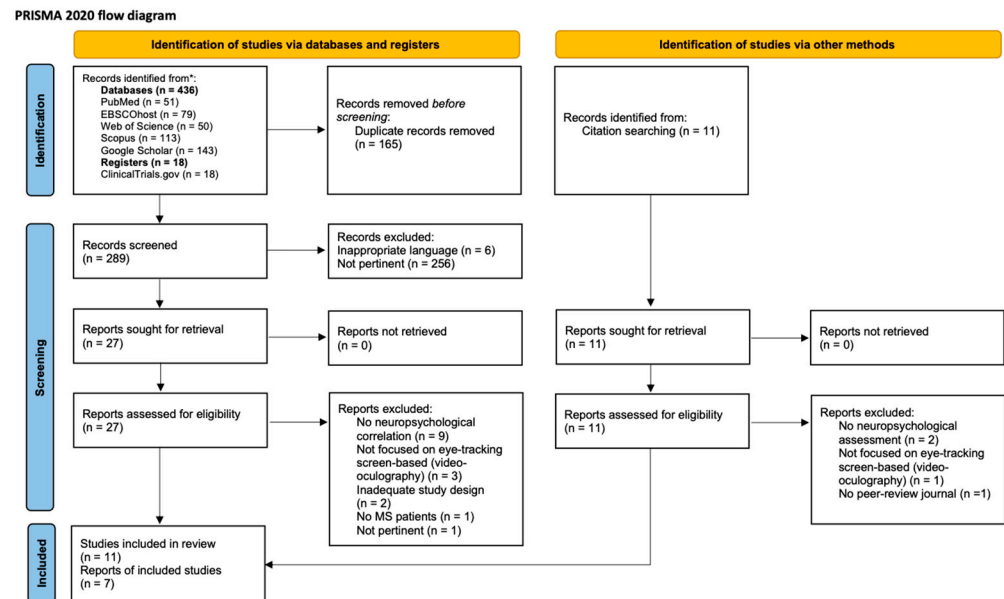 PRISMA 2020 flow diagram
Identification of studies via databases and registers
Identification of studies via other methods
Identification
Records identified from*:
Databases (n = 436)
PubMed (n = 51)
EBSCOhost (n = 79)
Web of Science (n = 50)
Scopus (n = 113)
Google Scholar (n = 143)
Registers (n = 18)
ClinicalTrials.gov (n = 18)
Records removed before
screening:
Duplicate records removed
(n = 165)
Records identified from:
Citation searching (n = 11)
Screening
Records screened
(n = 289)
Records excluded:
Inappropriate language (n = 6)
Not pertinent (n = 256)
Reports sought for retrieval
(n = 27)
Reports not retrieved
(n = 0)
Reports sought for retrieval
(n = 11)
Reports not retrieved
(n = 0)
Reports assessed for eligibility
(n = 27)
Reports excluded:
No neuropsychological
correlation (n = 9)
Not focused on eye-tracking
screen-based (video-
oculography) (n = 3)
Inadequate study design
(n = 2)
No MS patients (n = 1)
Not pertinent (n = 1)
Reports assessed for eligibility
(n = 11)
Reports excluded:
No neuropsychological
assessment (n = 2)
Not focused on eye-tracking
screen-based (video-
oculography) (n = 1)
No peer-review journal (n =1)
Included
Studies included in review
(n = 11)
Reports of included studies
(n = 7)